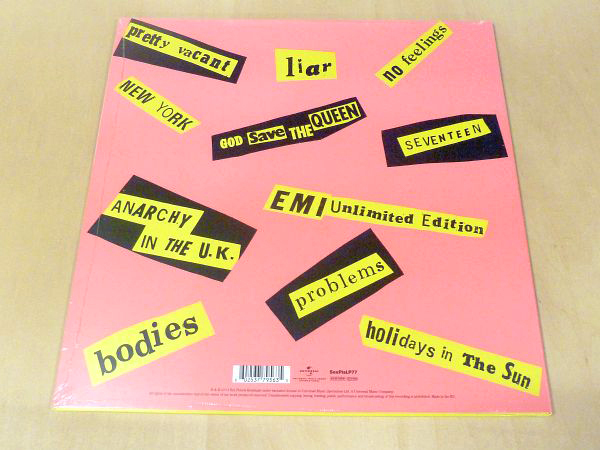 pretty vacant
liar
no feelings
NEW YORK
GOD Save THE QUEEN
SEVENTEEN
ANARCHY
IN THE U.K.
EMI Unlimited Edition
problems
bodies
holidays in The Sun
SexPissLP77